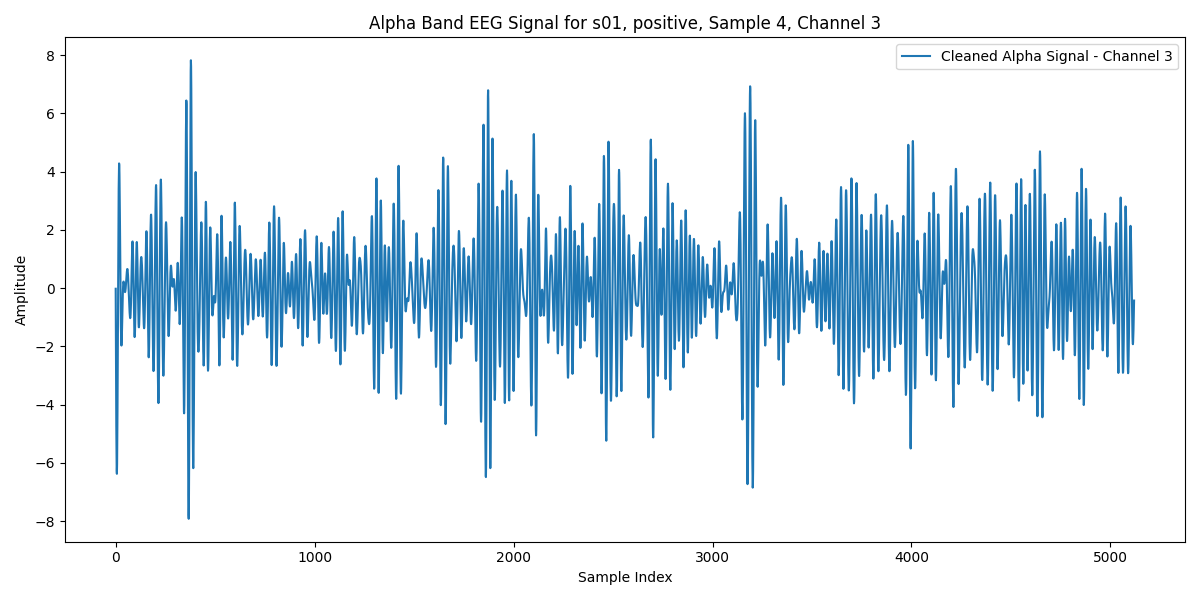 Alpha Band EEG Signal for s01, positive, Sample 4, Channel 3
Cleaned Alpha Signal - Channel 3
8
6
4
2
0
−2
−4
−6
−8
Amplitude
0 1000 2000 3000 4000 5000
Sample Index